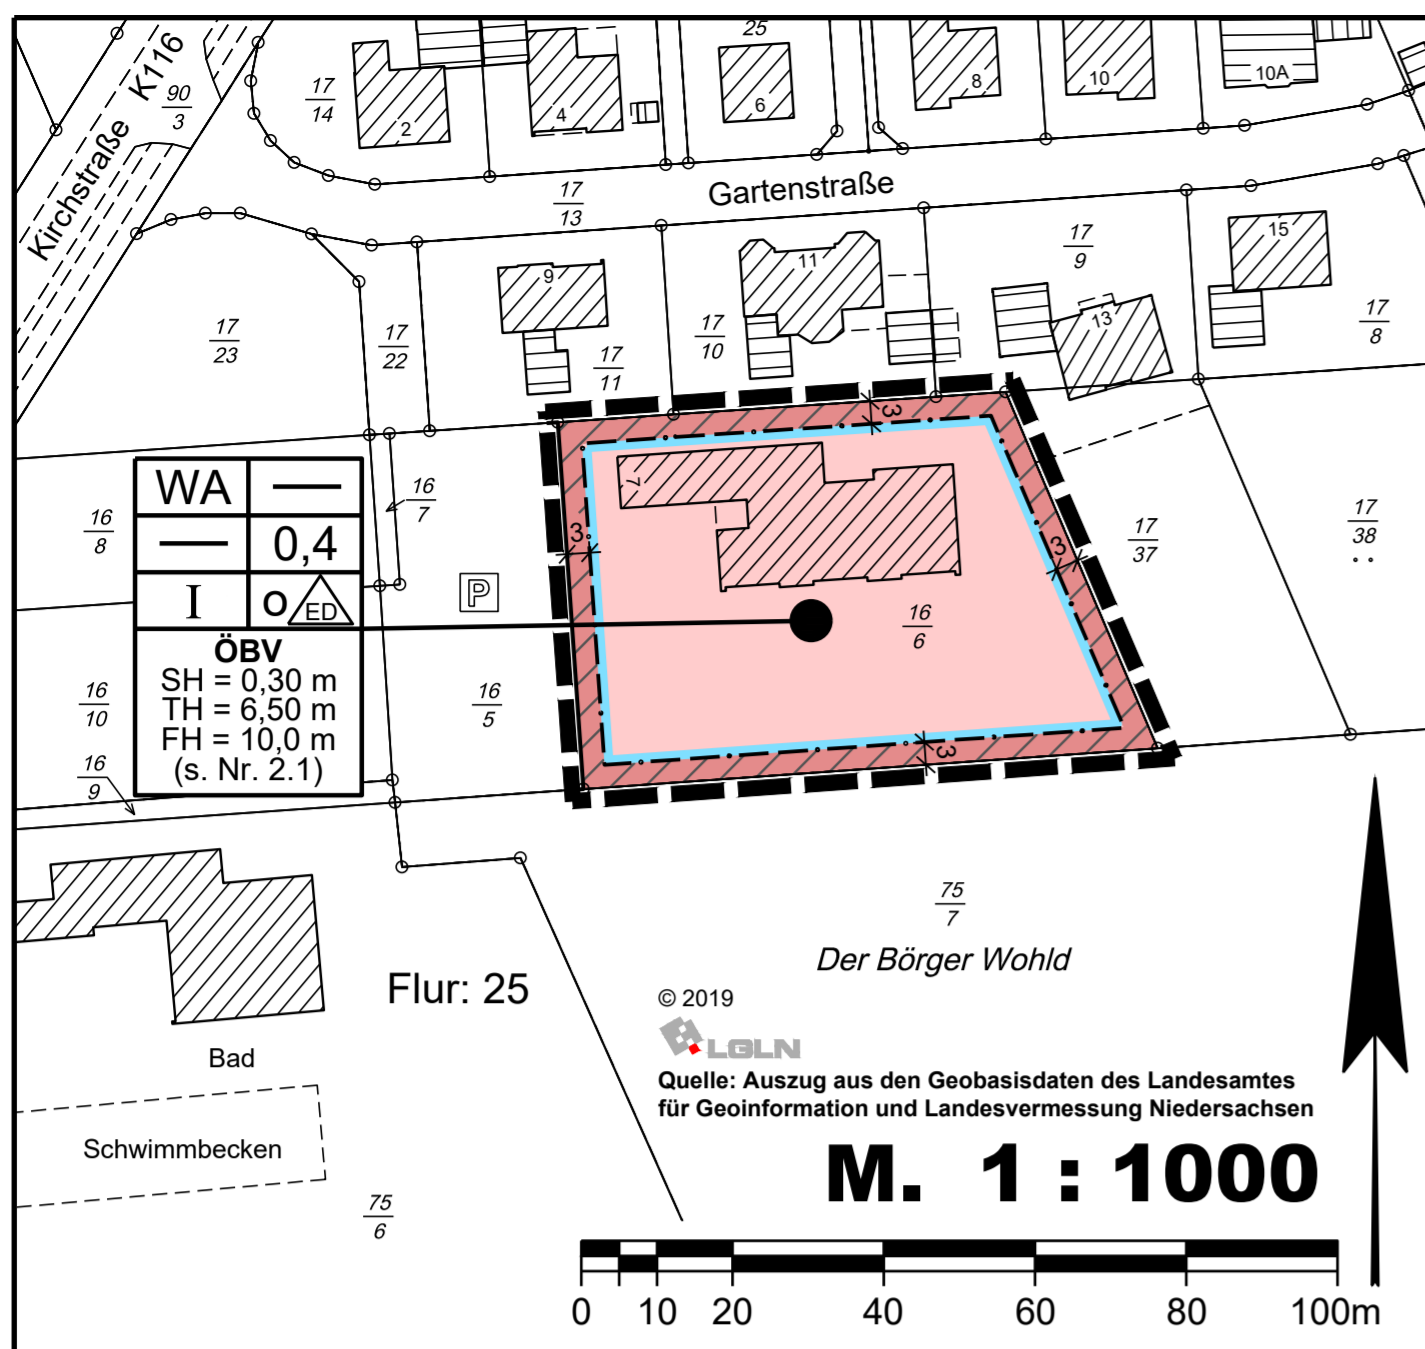 25
Kirchstraße K116
90
3
17
14
2
4
6
8
10
10A
17
13
Gartenstraße
17
23
17
22
9
17
11
17
10
11
17
9
13
15
17
8
WA —
— 0,4
I o ED
ÖBV
SH = 0,30 m
TH = 6,50 m
FH = 10,0 m
(s. Nr. 2.1)
16
8
16
7
P
16
5
16
10
16
9
7
3
3
3
3
16
6
17
37
17
38
75
7
Der Börger Wohld
Flur: 25
© 2019
LGLN
Quelle: Auszug aus den Geobasisdaten des Landesamtes
für Geoinformation und Landesvermessung Niedersachsen
Bad
Schwimmbecken
75
6
M. 1 : 1000
0 10 20 40 60 80 100m